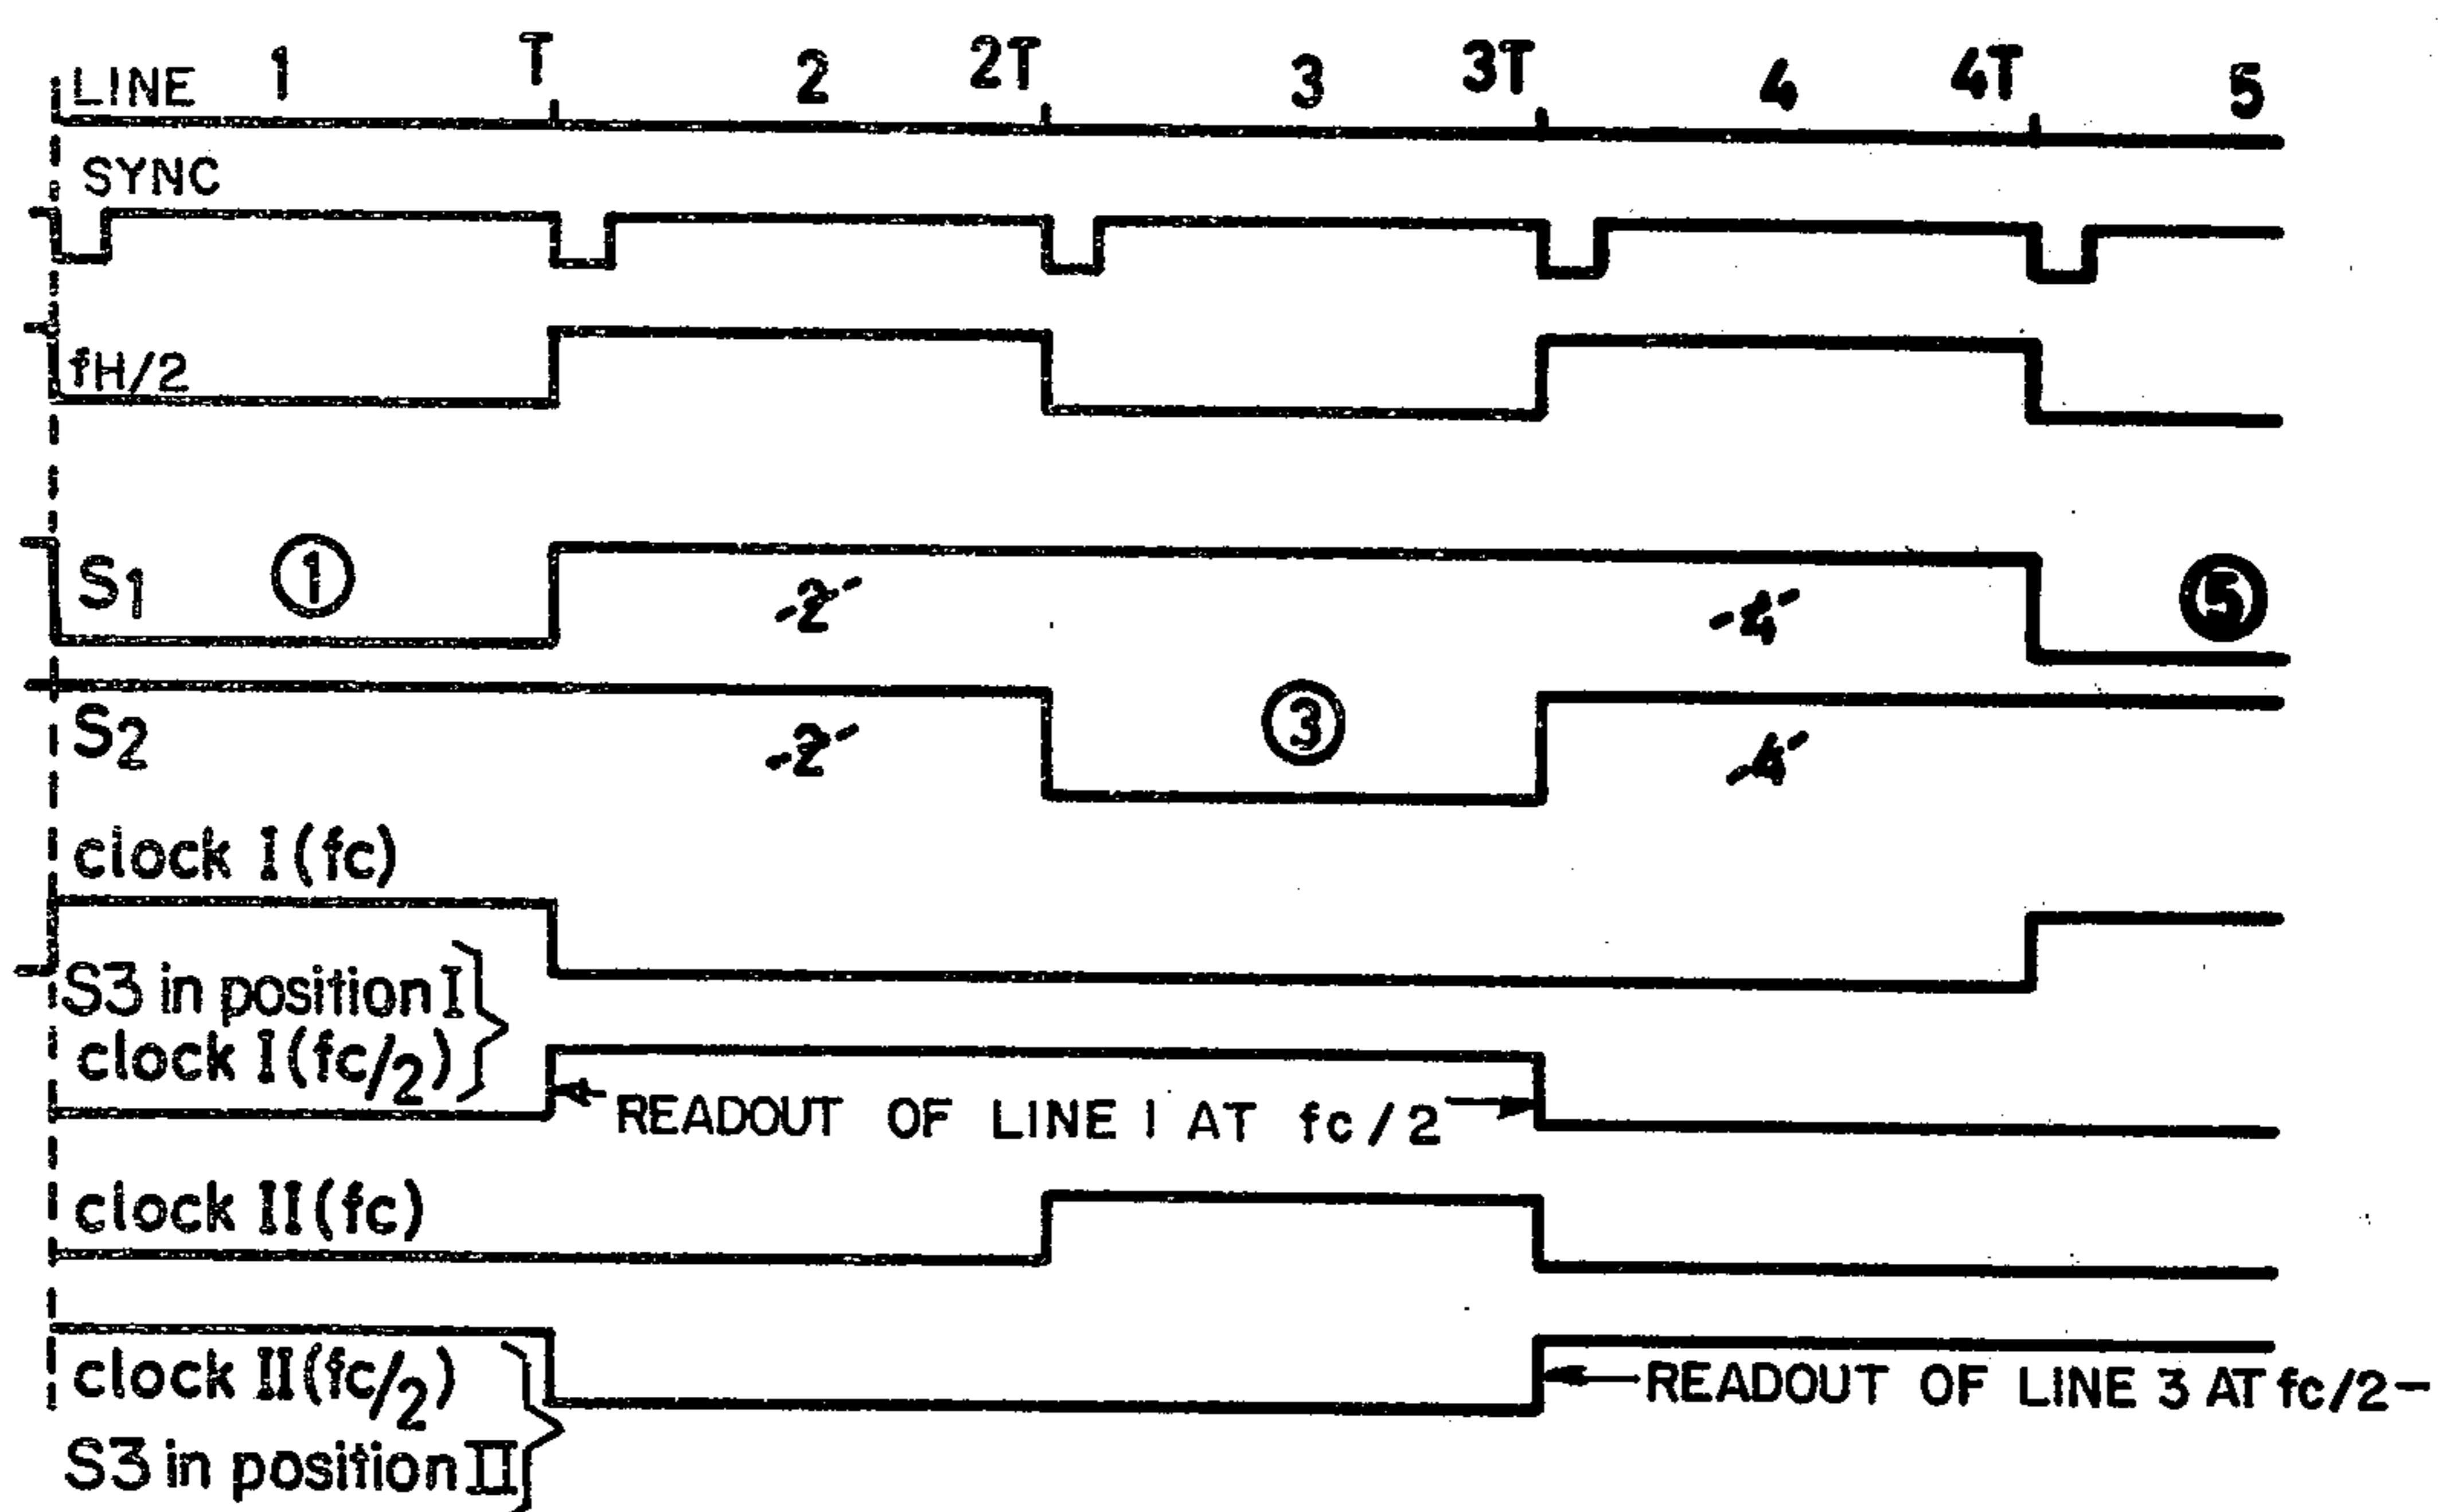 LINE 1 T 2 2T 3 3T 4 4T 5
SYNC
fH/2
S1 ① -2- -4- ⑤
S2 -2- ③ -4-
clock I (fc)
S3 in position I
clock I (fc/2)
READOUT OF LINE 1 AT fc/2
clock II (fc)
clock II (fc/2)
READOUT OF LINE 3 AT fc/2-
S3 in position II